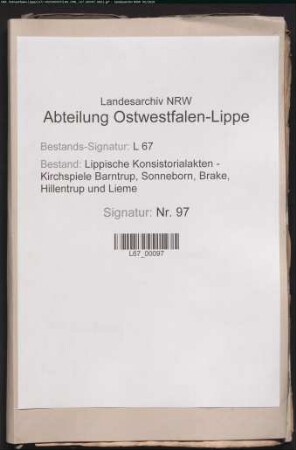 Landesarchiv NRW
Abteilung Ostwestfalen-Lippe
Bestands-Signatur: L 67
Bestand: Lippische Konsistorialakten -
Kirchspiele Barntrup, Sonneborn, Brake,
Hillentrup und Lieme
Signatur: Nr. 97
L67_00097